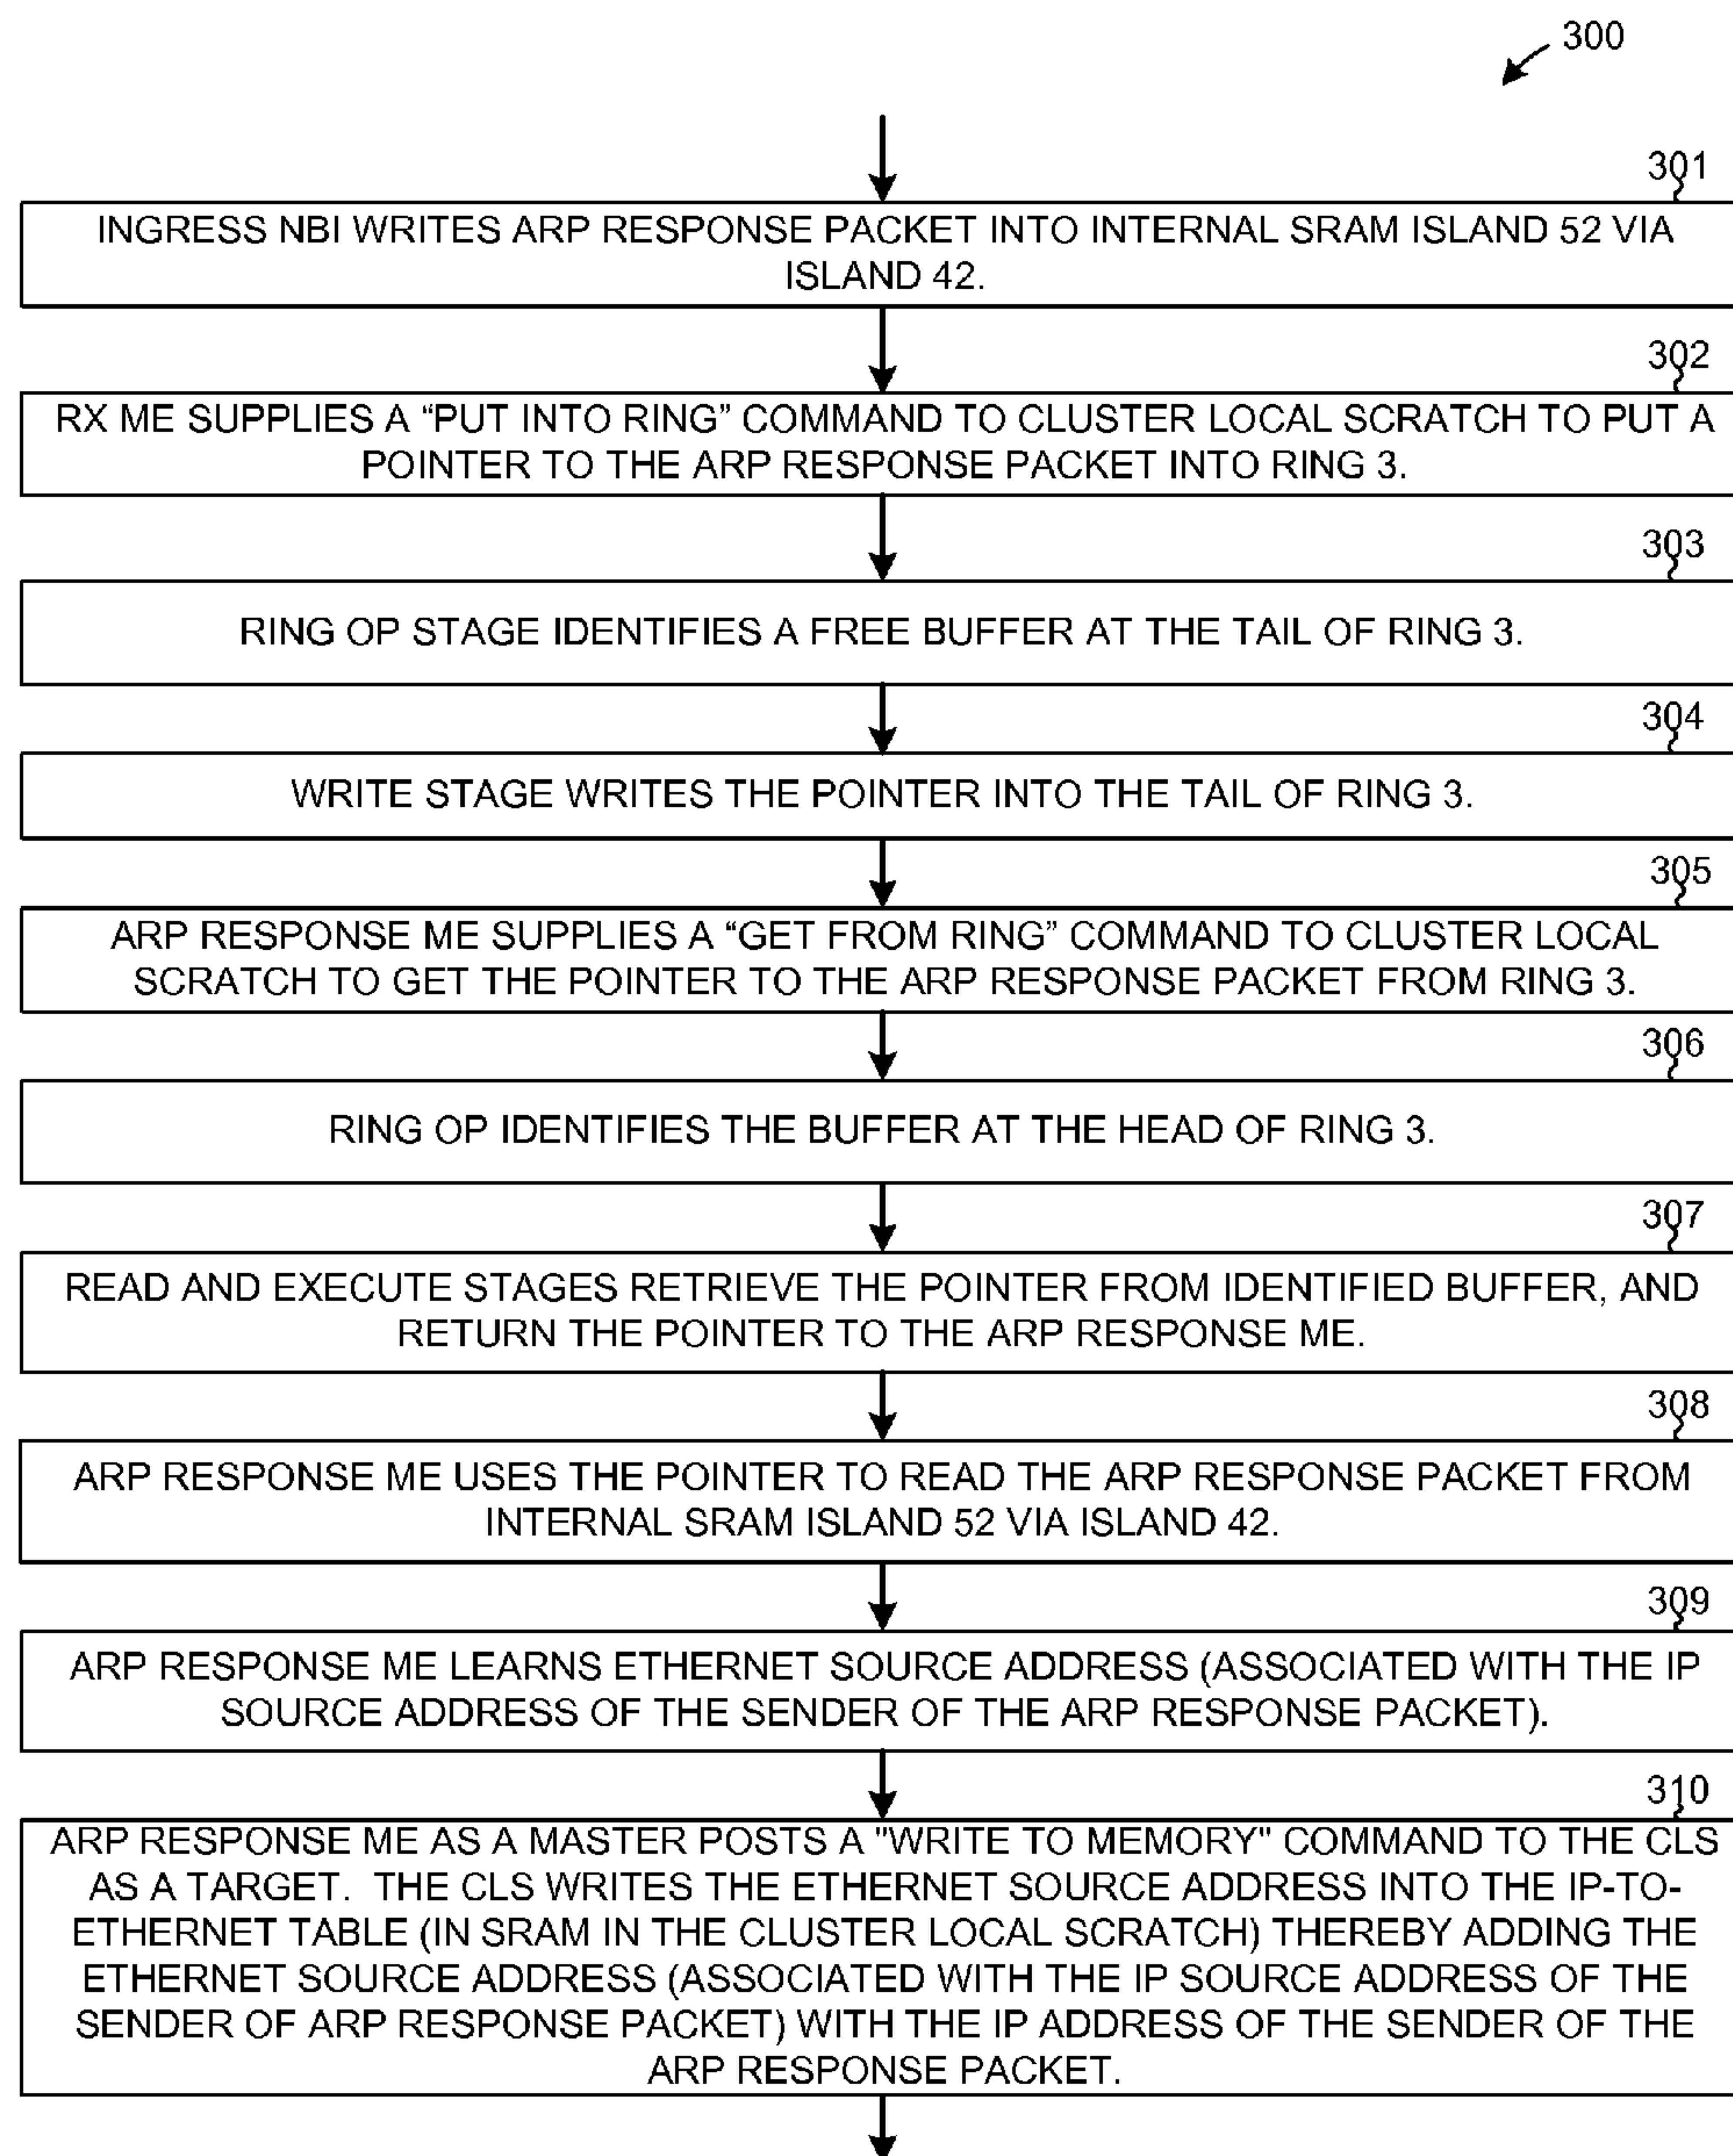 300
301
INGRESS NBI WRITES ARP RESPONSE PACKET INTO INTERNAL SRAM ISLAND 52 VIA
ISLAND 42.
302
RX ME SUPPLIES A “PUT INTO RING” COMMAND TO CLUSTER LOCAL SCRATCH TO PUT A
POINTER TO THE ARP RESPONSE PACKET INTO RING 3.
303
RING OP STAGE IDENTIFIES A FREE BUFFER AT THE TAIL OF RING 3.
304
WRITE STAGE WRITES THE POINTER INTO THE TAIL OF RING 3.
305
ARP RESPONSE ME SUPPLIES A “GET FROM RING” COMMAND TO CLUSTER LOCAL
SCRATCH TO GET THE POINTER TO THE ARP RESPONSE PACKET FROM RING 3.
306
RING OP IDENTIFIES THE BUFFER AT THE HEAD OF RING 3.
307
READ AND EXECUTE STAGES RETRIEVE THE POINTER FROM IDENTIFIED BUFFER, AND
RETURN THE POINTER TO THE ARP RESPONSE ME.
308
ARP RESPONSE ME USES THE POINTER TO READ THE ARP RESPONSE PACKET FROM
INTERNAL SRAM ISLAND 52 VIA ISLAND 42.
309
ARP RESPONSE ME LEARNS ETHERNET SOURCE ADDRESS (ASSOCIATED WITH THE IP
SOURCE ADDRESS OF THE SENDER OF THE ARP RESPONSE PACKET).
310
ARP RESPONSE ME AS A MASTER POSTS A "WRITE TO MEMORY" COMMAND TO THE CLS
AS A TARGET. THE CLS WRITES THE ETHERNET SOURCE ADDRESS INTO THE IP-TO-
ETHERNET TABLE (IN SRAM IN THE CLUSTER LOCAL SCRATCH) THEREBY ADDING THE
ETHERNET SOURCE ADDRESS (ASSOCIATED WITH THE IP SOURCE ADDRESS OF THE
SENDER OF ARP RESPONSE PACKET) WITH THE IP ADDRESS OF THE SENDER OF THE
ARP RESPONSE PACKET.